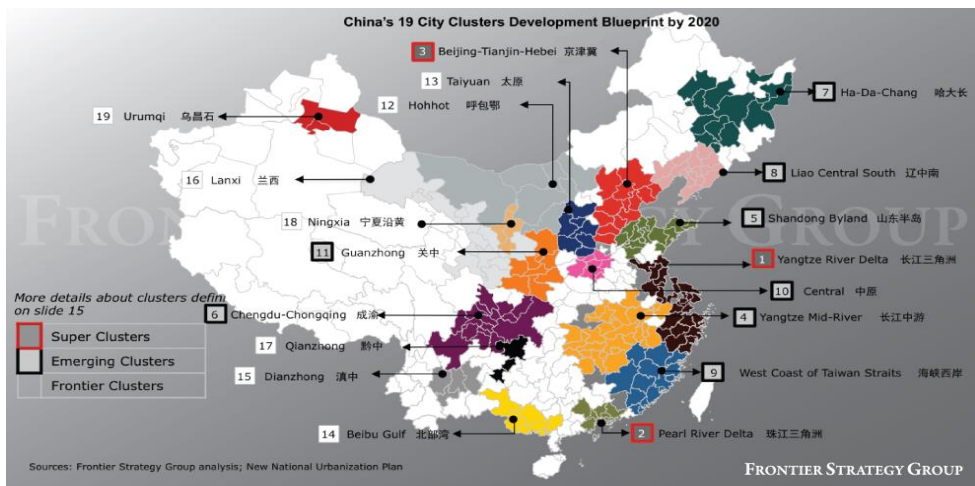 China's 19 City Clusters Development Blueprint by 2020
3 Beijing-Tianjin-Hebei 京津冀
13 Taiyuan 太原
12 Hohhot 呼包鄂
7 Ha-Da-Chang 哈大长
19 Urumqi 乌昌石
16 Lanxi 兰西
8 Liao Central South 辽中南
FRONTIER STRATEGY GROUP
18 Ningxia 宁夏沿黄
5 Shandong Byland 山东半岛
11 Guanzhong 关中
1 Yangtze River Delta 长江三角洲
More details about clusters defin
on slide 15
10 Central 中原
6 Chengdu-Chongqing 成渝
4 Yangtze Mid-River 长江中游
Super Clusters
Emerging Clusters
Frontier Clusters
17 Qianzhong 黔中
15 Dianzhong 滇中
9 West Coast of Taiwan Straits 海峡西岸
14 Beibu Gulf 北部湾
2 Pearl River Delta 珠江三角洲
Sources: Frontier Strategy Group analysis; New National Urbanization Plan
FRONTIER STRATEGY GROUP